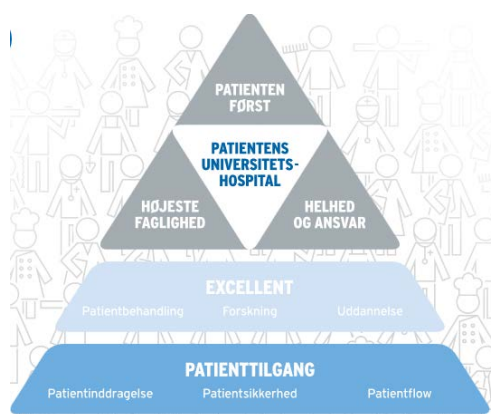 PATIENTEN
FØRST
PATIENTENS
UNIVERSITETS-
HOSPITAL
HØJESTE
FAGLIGHED
HELHED
OG ANSVAR
EXCELLENT
Patientbehandling Forskning Uddannelse
PATIENTTILGANG
Patientinddragelse Patientsikkerhed Patientflow